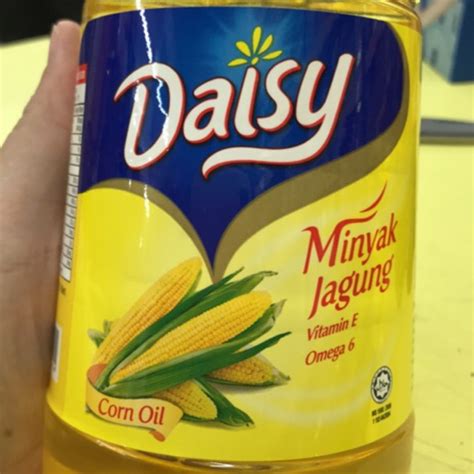 Daisy
Minyak
Jagung
Vitamin E
Omega 6
Corn Oil